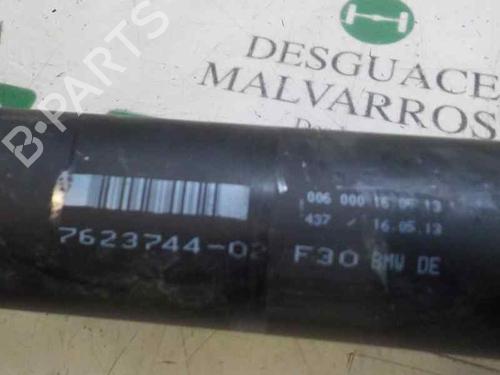 DESGUACE
MALVARROS
B-PARTS
006 000 16.05.13
437 / 16.05.13
7623744-02 F30 BMW DE